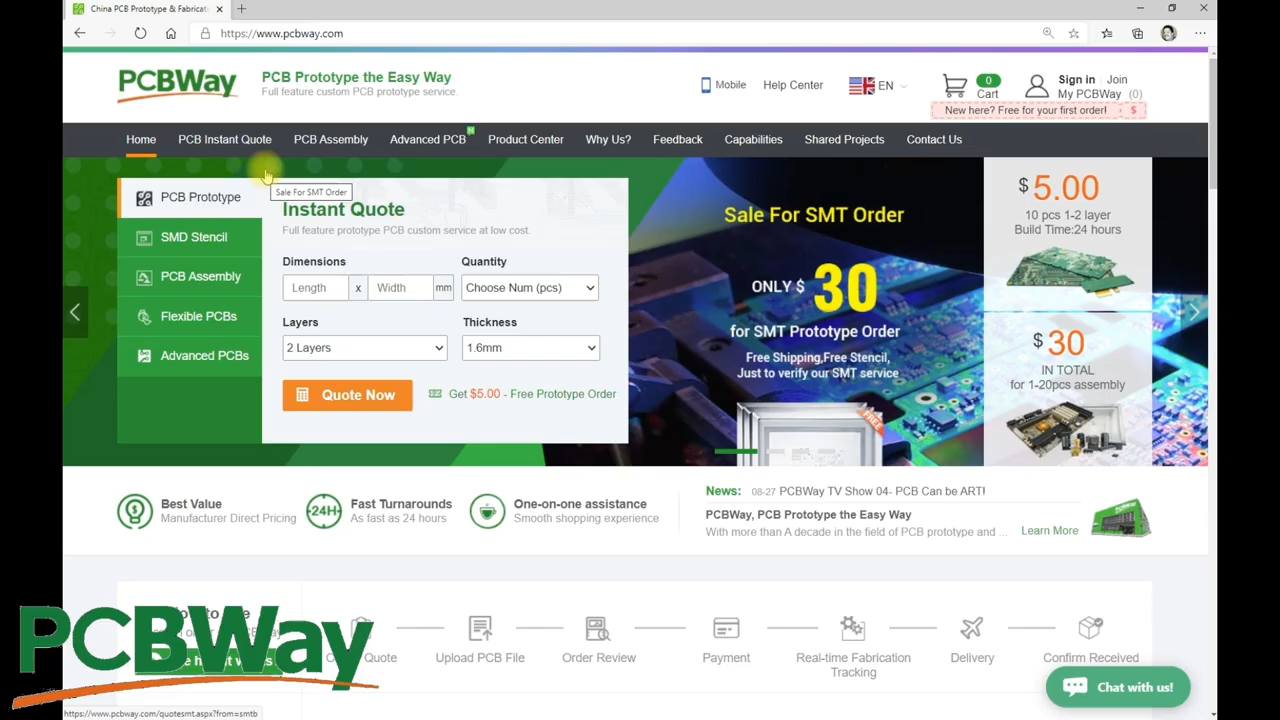 China PCB Prototype & Fabricat
https://www.pcbway.com
PCBWay
PCB Prototype the Easy Way
Full feature custom PCB prototype service.
Mobile
Help Center
EN
0
Cart
Sign in
Join
My PCBWay (0)
New here? Free for your first order!
$
Home
PCB Instant Quote
PCB Assembly
Advanced PCB
N
Product Center
Why Us?
Feedback
Capabilities
Shared Projects
Contact Us
Sale For SMT Order
PCB Prototype
SMD Stencil
PCB Assembly
Flexible PCBs
Advanced PCBs
Instant Quote
Full feature prototype PCB custom service at low cost.
Dimensions
Quantity
Length
x
Width
mm
Choose Num (pcs)
Layers
Thickness
2 Layers
1.6mm
Quote Now
Get $5.00 - Free Prototype Order
Sale For SMT Order
ONLY $ 30
for SMT Prototype Order
Free Shipping,Free Stencil,
Just to verify our SMT service
FREE
$ 5.00
10 pcs 1-2 layer
Build Time:24 hours
$ 30
IN TOTAL
for 1-20pcs assembly
Best Value
Manufacturer Direct Pricing
24H
Fast Turnarounds
As fast as 24 hours
One-on-one assistance
Smooth shopping experience
News:
08-27 PCBWay TV Show 04- PCB Can be ART!
PCBWay, PCB Prototype the Easy Way
With more than A decade in the field of PCB prototype and ...
Learn More
Quote
Upload PCB File
Order Review
Payment
Real-time Fabrication
Tracking
Delivery
Confirm Received
PCBWay
Chat with us!
https://www.pcbway.com/quotesmt.aspx?from=smtb